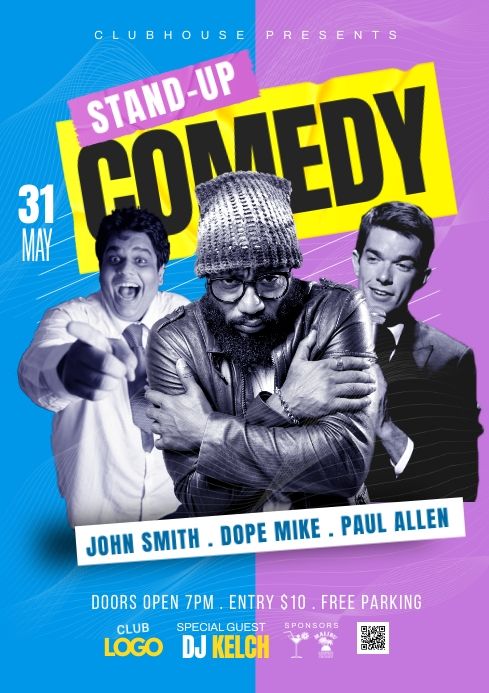 CLUBHOUSE PRESENTS
STAND-UP
COMEDY
31
MAY
JOHN SMITH . DOPE MIKE . PAUL ALLEN
DOORS OPEN 7PM . ENTRY $10 . FREE PARKING
CLUB
LOGO
SPECIAL GUEST
DJ KELCH
SPONSORS
MALIBU